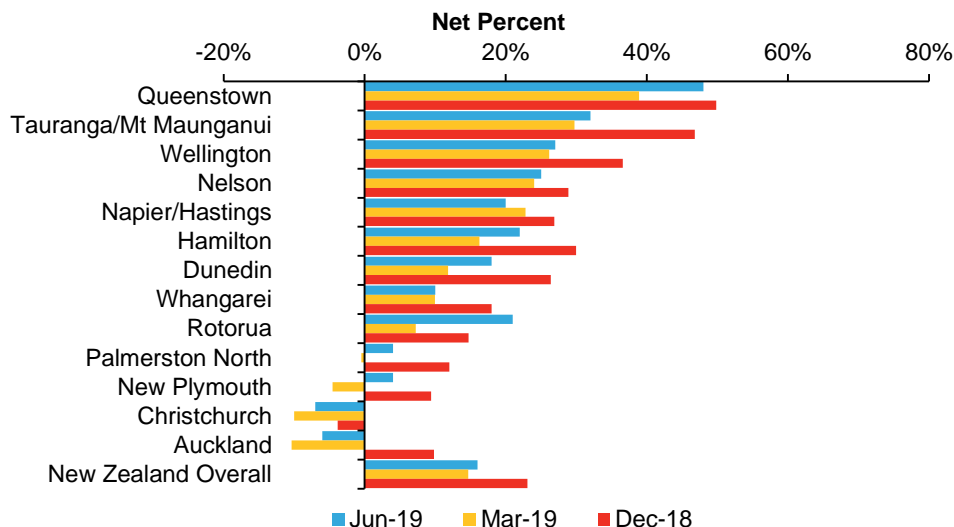 Net Percent
-20% 0% 20% 40% 60% 80%
Queenstown
Tauranga/Mt Maunganui
Wellington
Nelson
Napier/Hastings
Hamilton
Dunedin
Whangarei
Rotorua
Palmerston North
New Plymouth
Christchurch
Auckland
New Zealand Overall
Jun-19 Mar-19 Dec-18